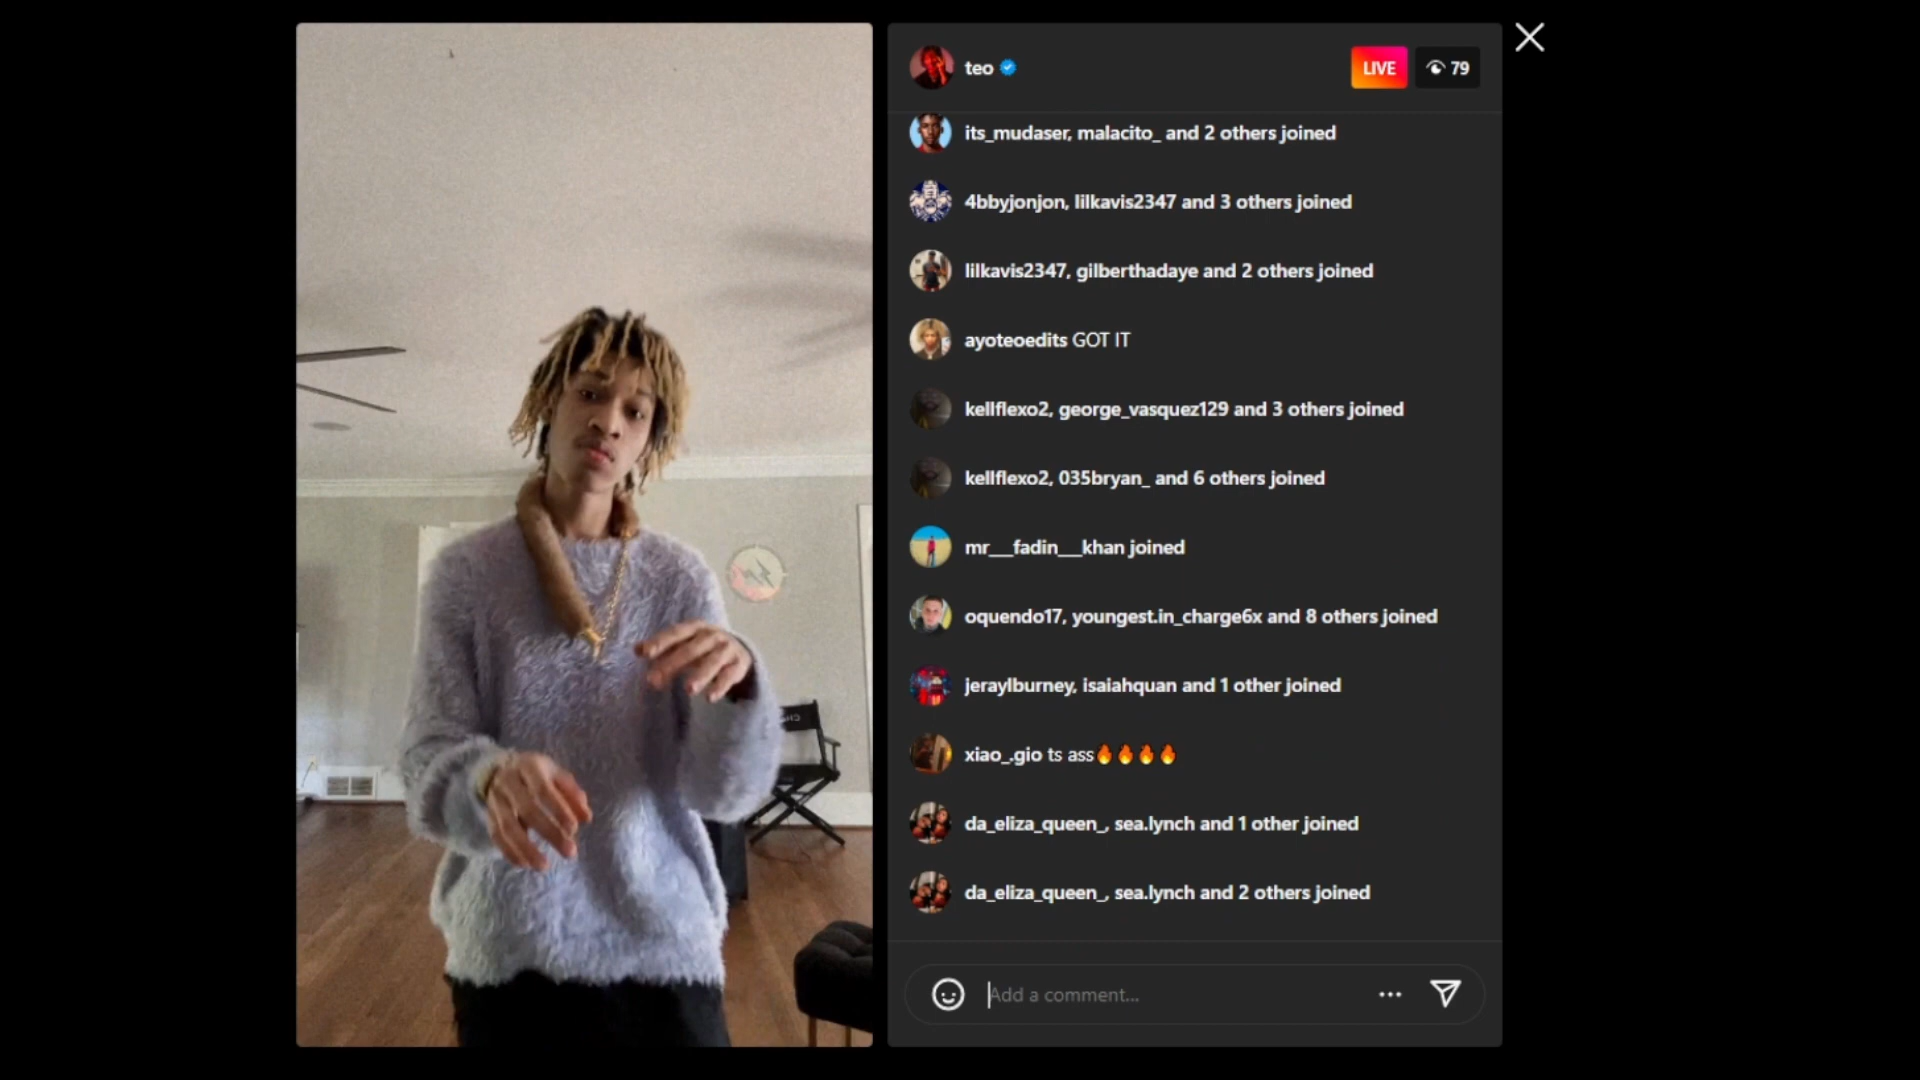 teo
LIVE
79
its_mudaser, malacito_ and 2 others joined
4bbyjonjon, lilkavis2347 and 3 others joined
lilkavis2347, gilberthadaye and 2 others joined
ayoteoedits GOT IT
kellflexo2, george_vasquez129 and 3 others joined
kellflexo2, 035bryan_ and 6 others joined
mr___fadin___khan joined
oquendo17, youngest.in_charge6x and 8 others joined
jeraylburney, isaiahquan and 1 other joined
xiao_.gio ts ass🔥🔥🔥🔥
da_eliza_queen_, sea.lynch and 1 other joined
da_eliza_queen_, sea.lynch and 2 others joined
Add a comment...